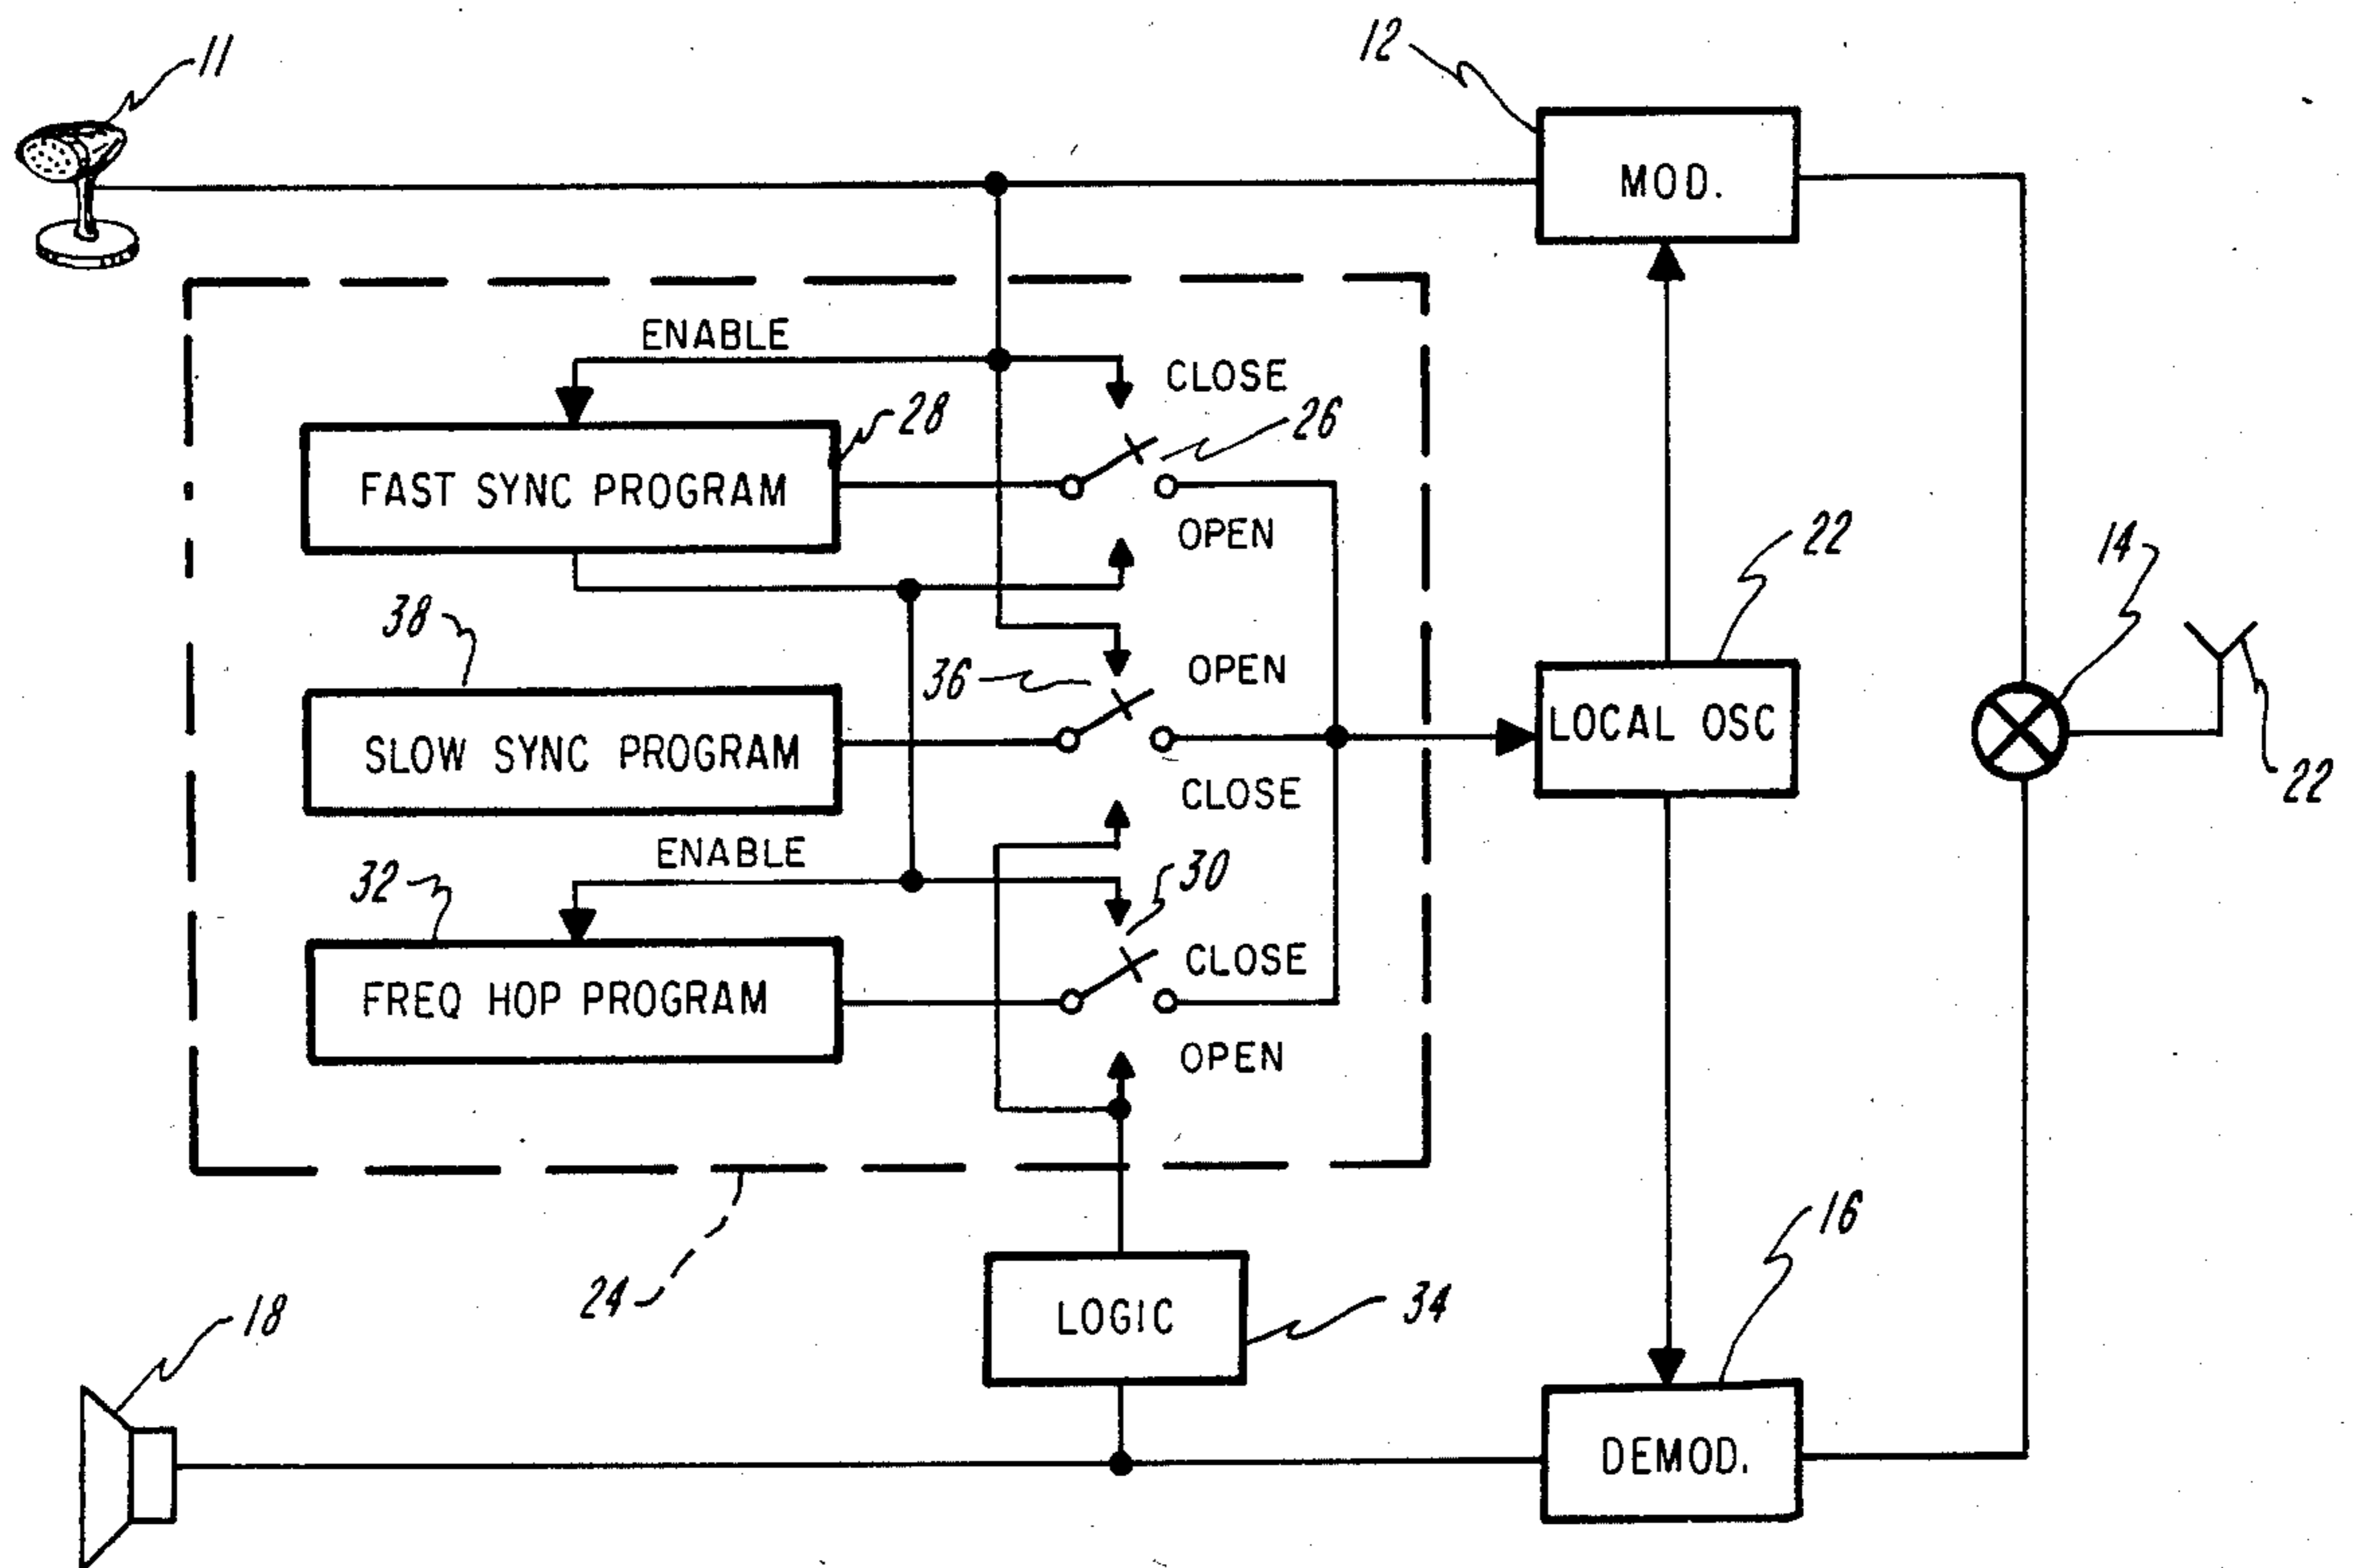 11
12
MOD.
ENABLE
CLOSE
28
26
FAST SYNC PROGRAM
OPEN
22
14
38
36
OPEN
SLOW SYNC PROGRAM
LOCAL OSC
22
CLOSE
ENABLE
32
30
CLOSE
FREQ HOP PROGRAM
OPEN
16
24
LOGIC
34
18
DEMOD.